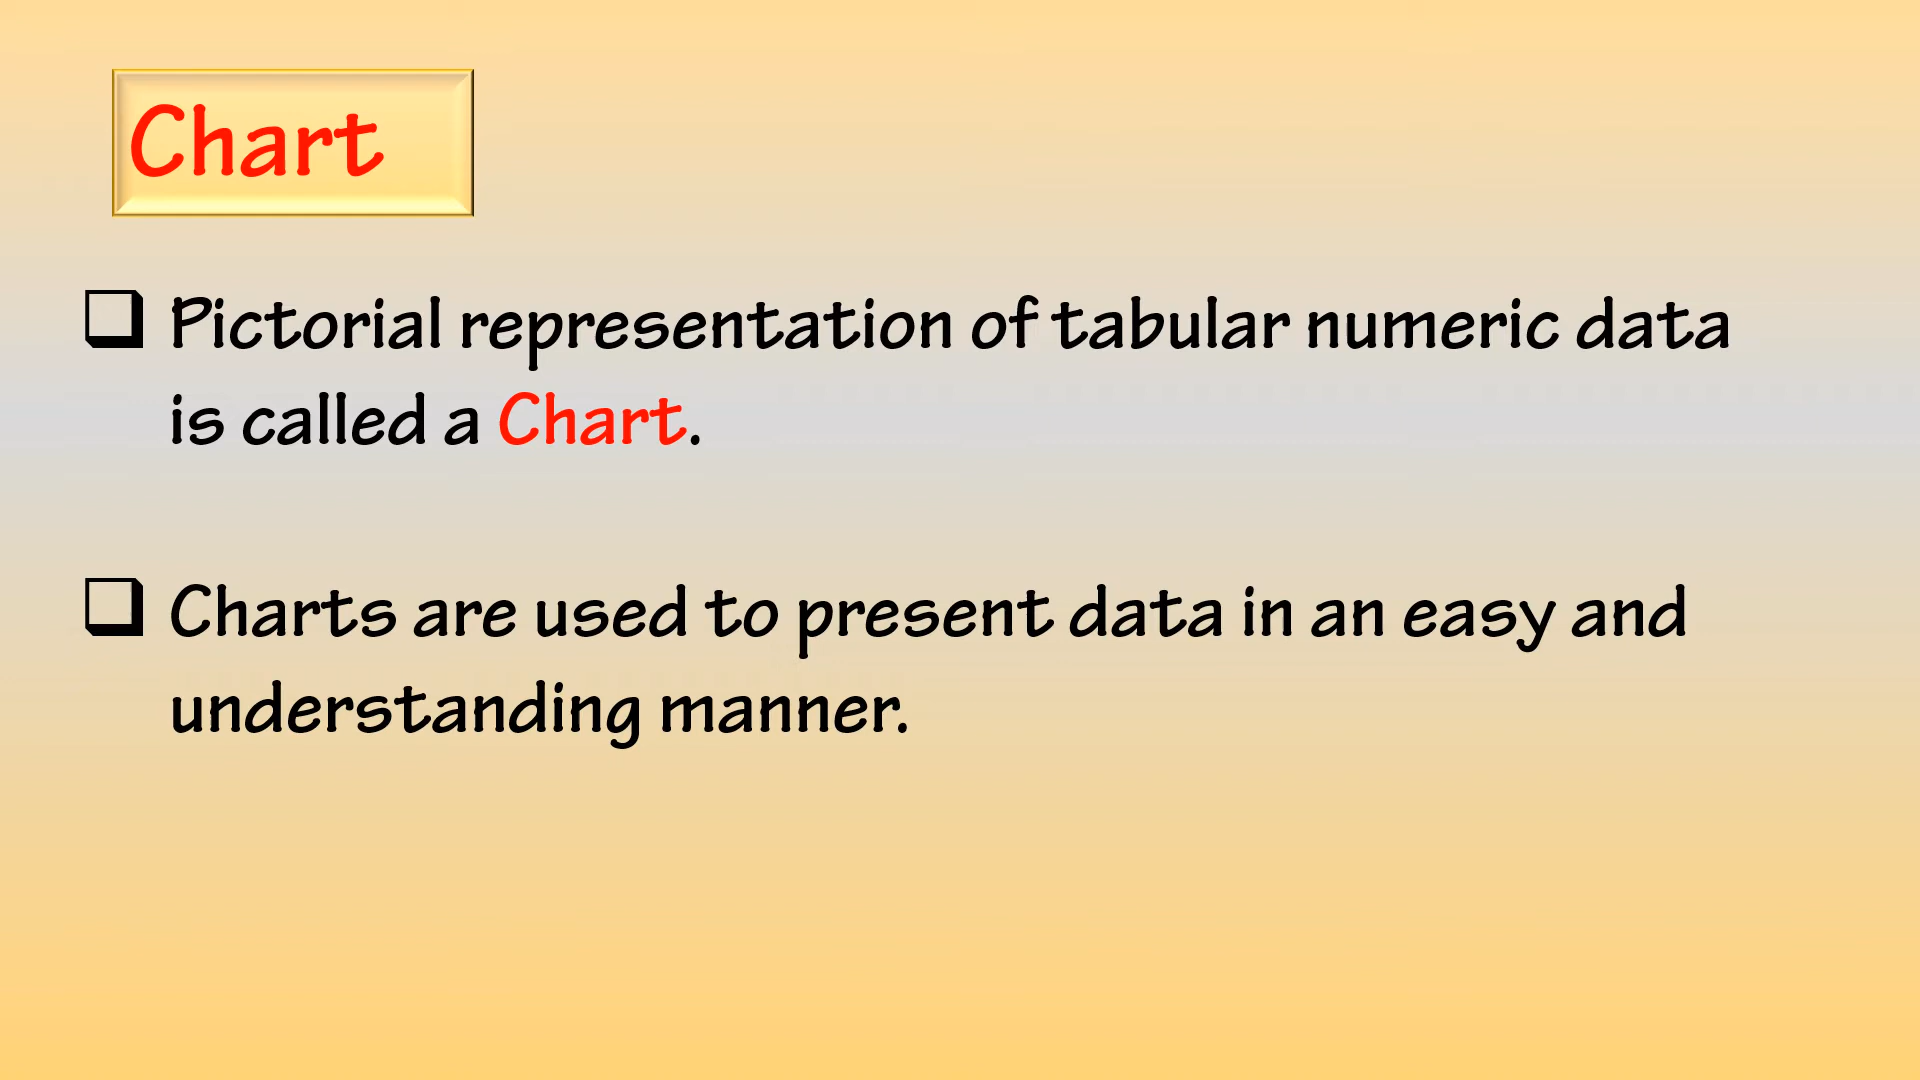 Chart
Pictorial representation of tabular numeric data
is called a Chart.
Charts are used to present data in an easy and
understanding manner.